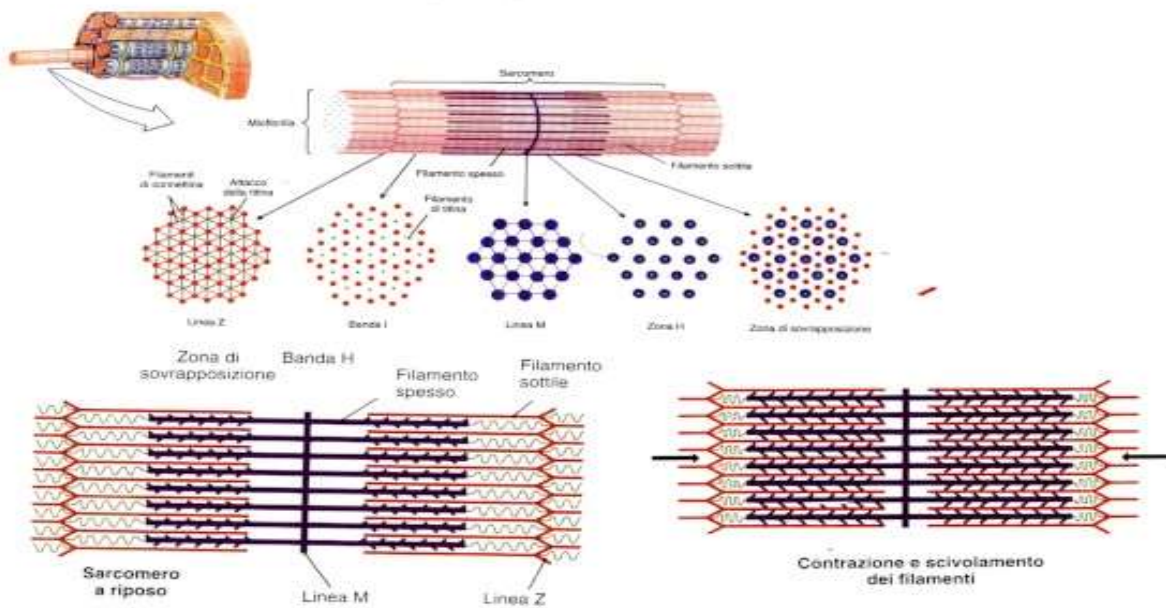 Sarcomero
Miofibrilla
Filamento spesso
Filamento sottile
Filamenti
di connettina
Attacco
della titina
Filamento
di titina
Linea Z
Banda I
Linea M
Zona H
Zona di sovrapposizione
Zona di
sovrapposizione
Banda H
Filamento
spesso
Filamento
sottile
Sarcomero
a riposo
Linea M
Linea Z
Contrazione e scivolamento
dei filamenti